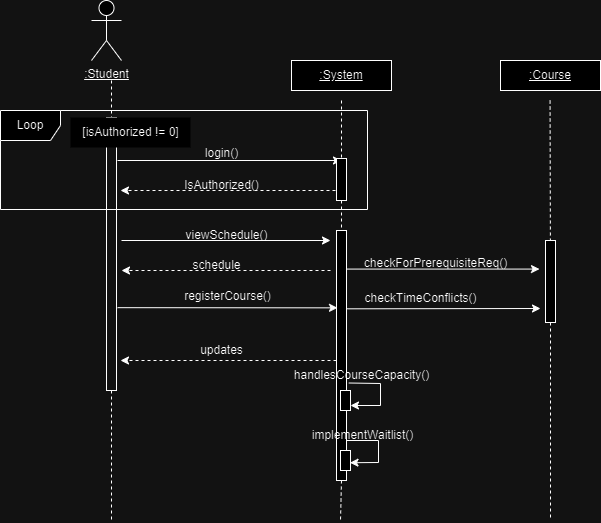 :Student
:System
:Course
Loop
[isAuthorized != 0]
login()
IsAuthorized()
viewSchedule()
checkForPrerequisiteReq()
schedule
registerCourse()
checkTimeConflicts()
updates
handlesCourseCapacity()
implementWaitlist()